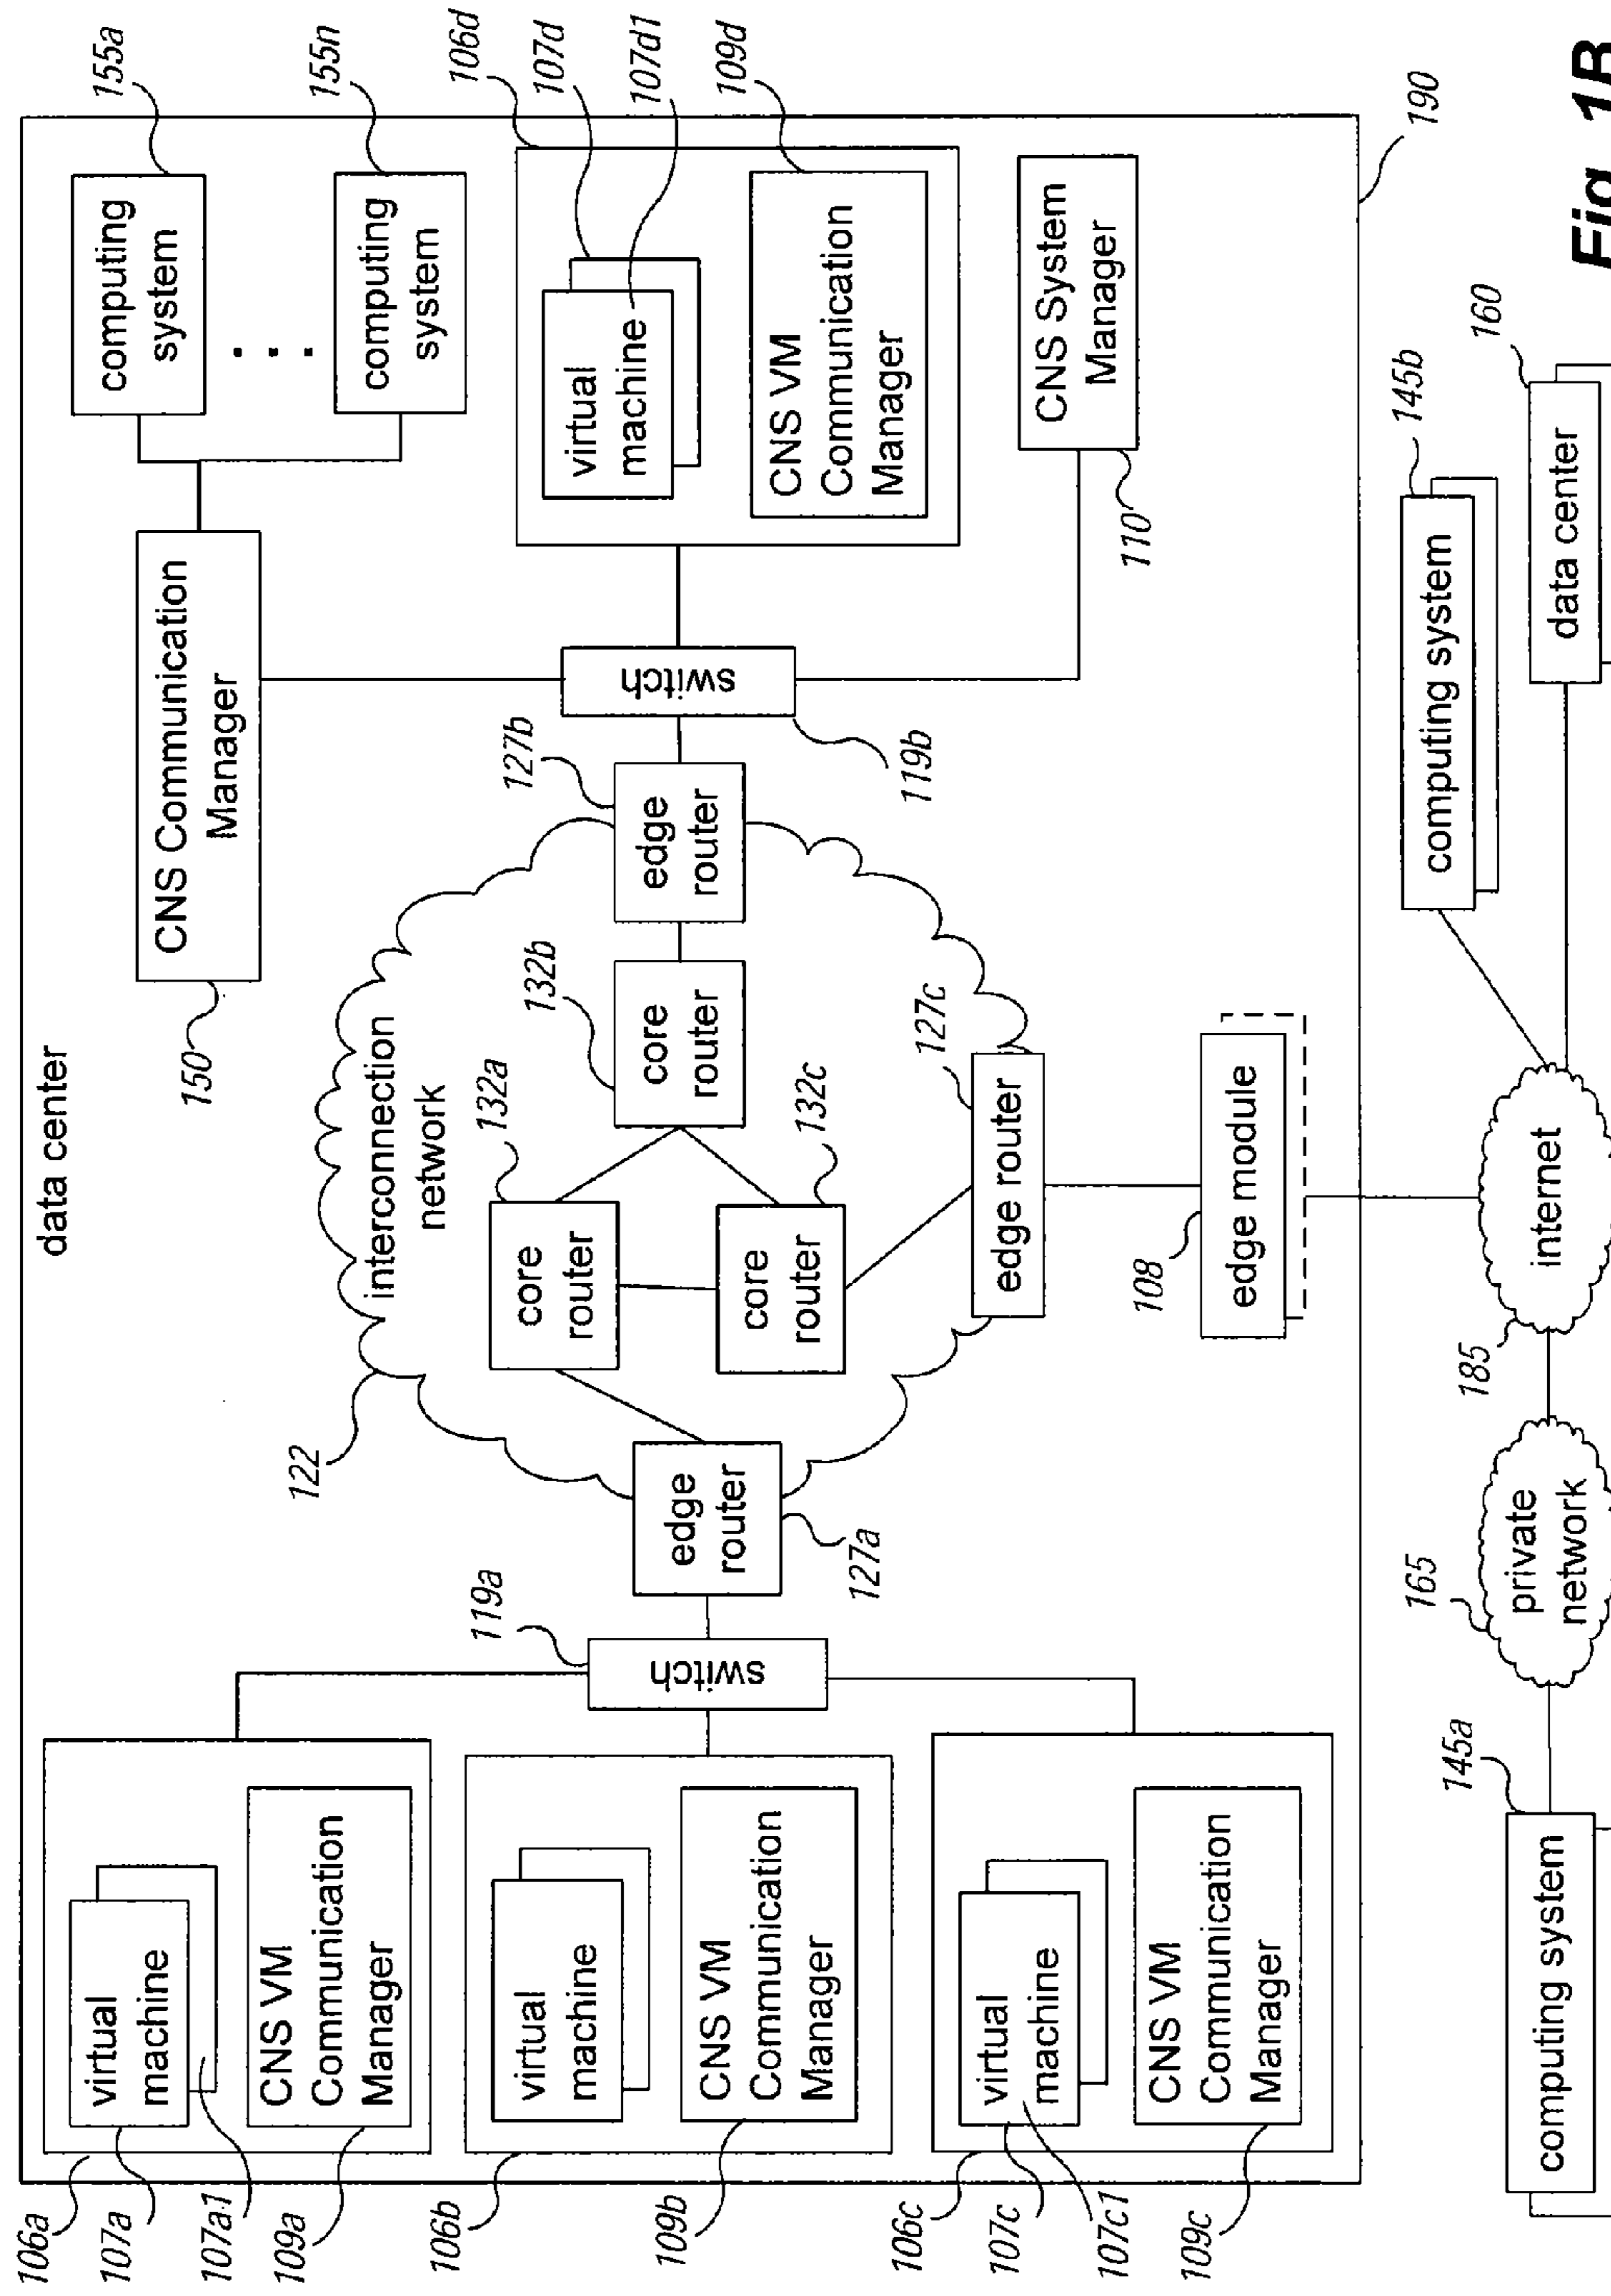 data center
106a
107a
107a1
109a
virtual
machine
CNS VM
Communication
Manager
106b
109b
virtual
machine
CNS VM
Communication
Manager
106c
107c
107c1
109c
virtual
machine
CNS VM
Communication
Manager
119a
switch
127a
edge
router
122
interconnection
network
132a
core
router
132b
core
router
132c
core
router
127b
edge
router
127c
edge router
108
edge module
119b
switch
150
CNS Communication
Manager
155a
computing
system
...
155n
computing
system
106d
107d
107d1
109d
virtual
machine
CNS VM
Communication
Manager
110
CNS System
Manager
190
145a
computing system
165
private
network
185
internet
145b
computing system
160
data center
Fig. 1B